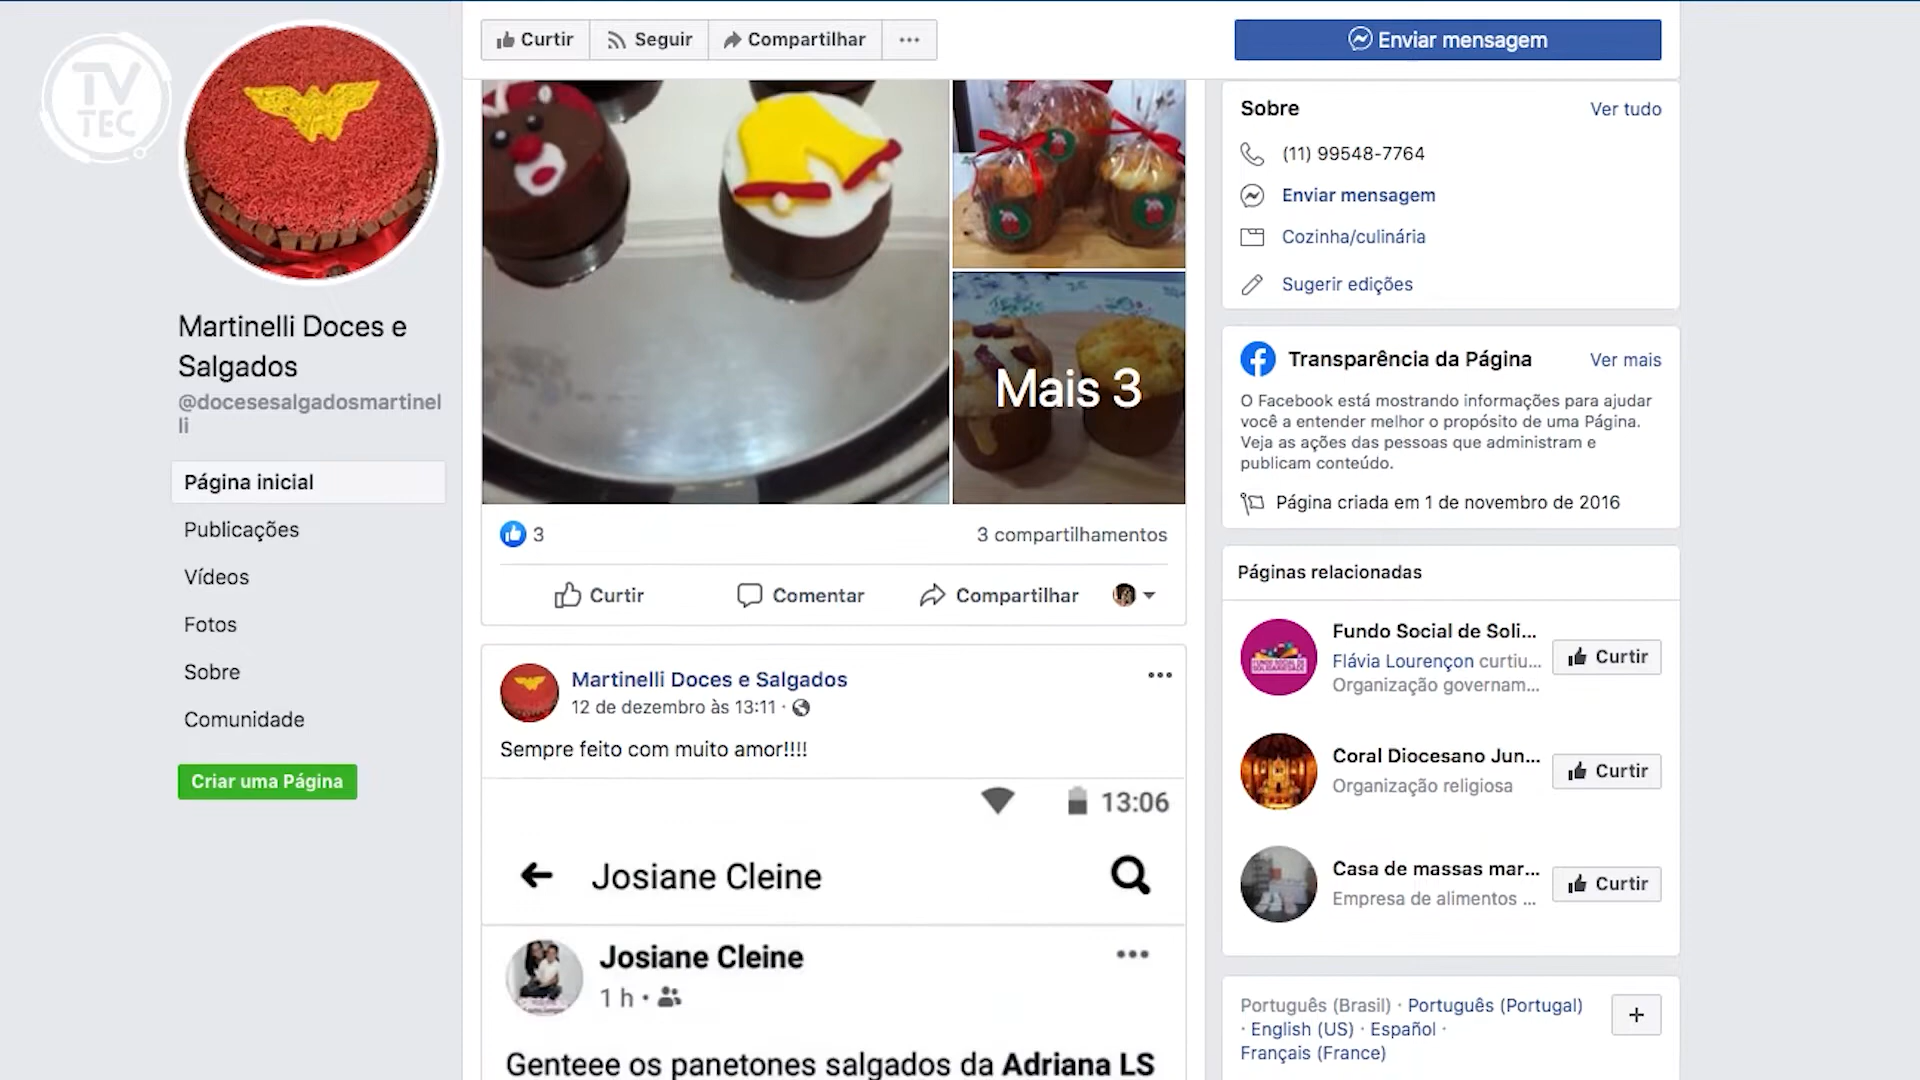 TV
TEC
Martinelli Doces e
Salgados
@docesesalgadosmartinel
li
Página inicial
Publicações
Vídeos
Fotos
Sobre
Comunidade
Criar uma Página
Curtir
Seguir
Compartilhar
Enviar mensagem
Mais 3
3
3 compartilhamentos
Curtir
Comentar
Compartilhar
Martinelli Doces e Salgados
12 de dezembro às 13:11 ·
Sempre feito com muito amor!!!!
13:06
Josiane Cleine
Josiane Cleine
1 h ·
Genteee os panetones salgados da Adriana LS
Sobre
Ver tudo
(11) 99548-7764
Enviar mensagem
Cozinha/culinária
Sugerir edições
Transparência da Página
Ver mais
O Facebook está mostrando informações para ajudar
você a entender melhor o propósito de uma Página.
Veja as ações das pessoas que administram e
publicam conteúdo.
Página criada em 1 de novembro de 2016
Páginas relacionadas
Fundo Social de Soli...
Flávia Lourençon curtiu...
Organização governam...
Curtir
Coral Diocesano Jun...
Organização religiosa
Curtir
Casa de massas mar...
Empresa de alimentos ...
Curtir
Português (Brasil) · Português (Portugal)
· English (US) · Español ·
Français (France)
+